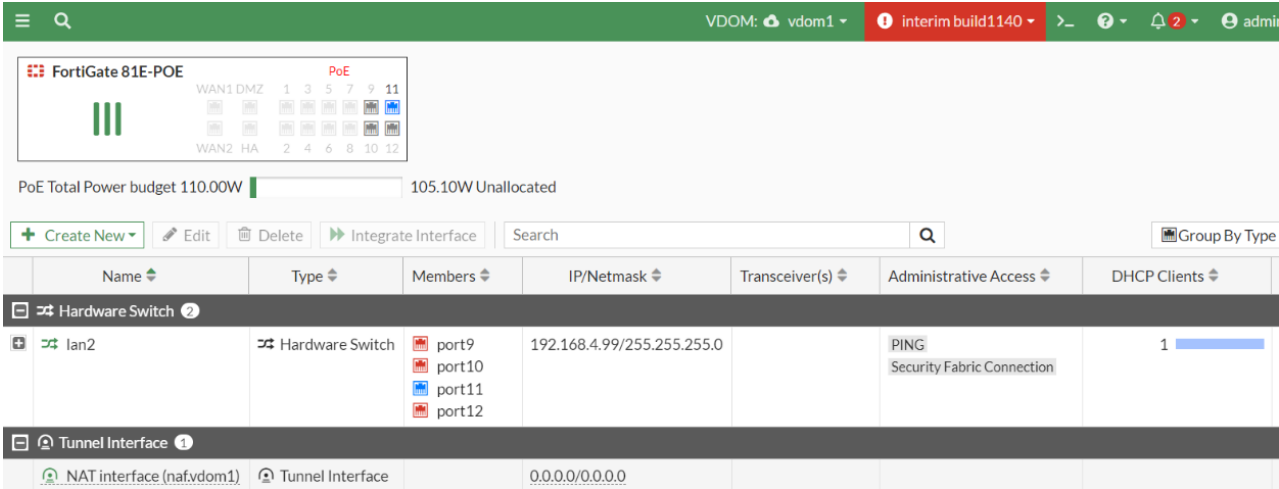 VDOM: vdom1 interim build1140 >_ 2 admin
FortiGate 81E-POE PoE
WAN1 DMZ 1 3 5 7 9 11
WAN2 HA 2 4 6 8 10 12
PoE Total Power budget 110.00W 105.10W Unallocated
Create New Edit Delete Integrate Interface Search Group By Type
Name Type Members IP/Netmask Transceiver(s) Administrative Access DHCP Clients
Hardware Switch 2
lan2 Hardware Switch port9 192.168.4.99/255.255.255.0 PING 1
port10 Security Fabric Connection
port11
port12
Tunnel Interface 1
NAT interface (naf.vdom1) Tunnel Interface 0.0.0.0/0.0.0.0